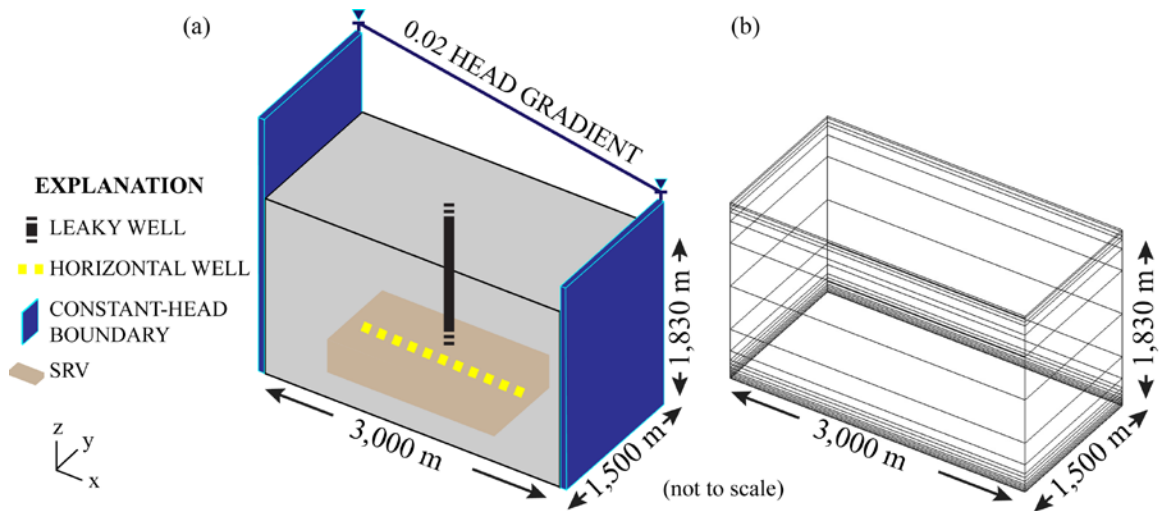 (a)
(b)
0.02 HEAD GRADIENT
EXPLANATION
LEAKY WELL
HORIZONTAL WELL
CONSTANT-HEAD
BOUNDARY
SRV
z
y
x
3,000 m
1,500 m
1,830 m
(not to scale)
3,000 m
1,500 m
1,830 m